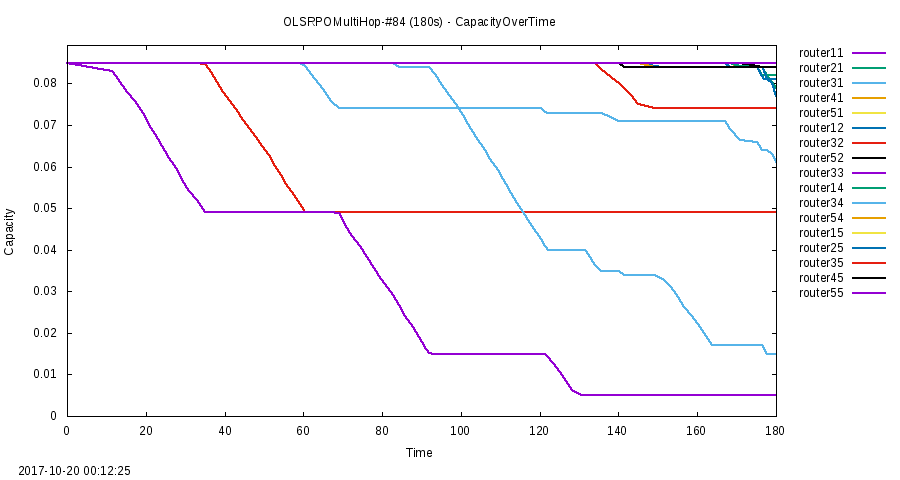 OLSRPOMultiHop-#84 (180s) - CapacityOverTime
router11
router21
router31
router41
router51
router12
router32
router52
router33
router14
router34
router54
router15
router25
router35
router45
router55
0.08
0.07
0.06
0.05
0.04
0.03
0.02
0.01
0
Capacity
0 20 40 60 80 100 120 140 160 180
Time
2017-10-20 00:12:25